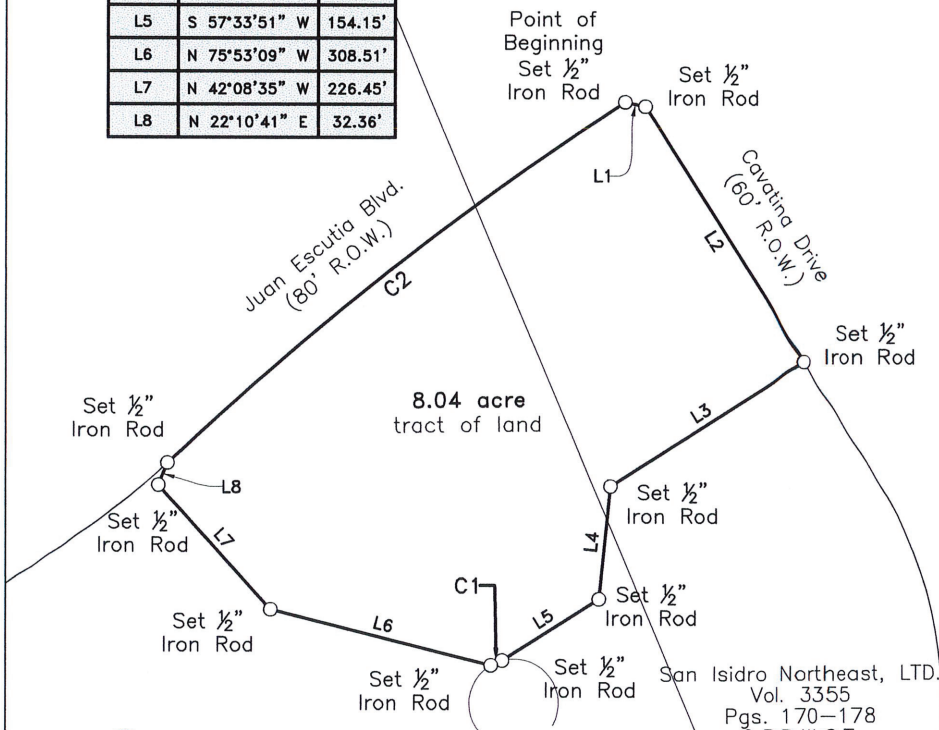 L5 S 57°33'51" W 154.15'
L6 N 75°53'09" W 308.51'
L7 N 42°08'35" W 226.45'
L8 N 22°10'41" E 32.36'
Point of
Beginning
Set ½"
Iron Rod
Set ½"
Iron Rod
L1
Cavatina Drive
(60' R.O.W.)
L2
Juan Escutia Blvd.
(80' R.O.W.)
C2
Set ½"
Iron Rod
8.04 acre
tract of land
L3
Set ½"
Iron Rod
L8
Set ½"
Iron Rod
Set ½"
Iron Rod
L7
L4
C1
Set ½"
Iron Rod
L5
Set ½"
Iron Rod
L6
Set ½"
Iron Rod
Set ½"
Iron Rod
San Isidro Northeast, LTD.
Vol. 3355
Pgs. 170-178